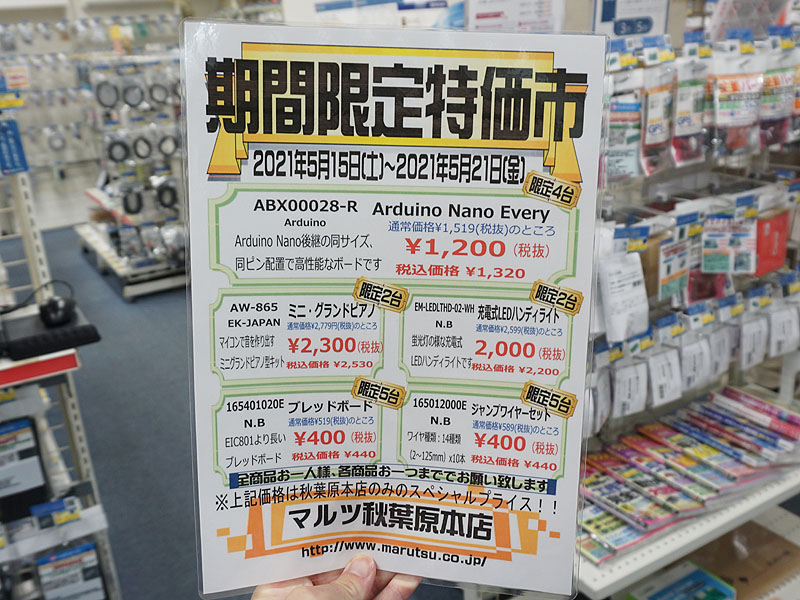 期間限定特価市
2021年5月15日(土)~2021年5月21日(金)
限定4台
ABX00028-R Arduino Nano Every
Arduino
通常価格¥1,519(税抜)のところ
Arduino Nano後継の同サイズ、
¥1,200(税抜)
同ピン配置で高性能なボードです
税込価格 ¥1,320
限定2台
AW-865 ミニ・グランドピアノ
EK-JAPAN 通常価格¥2,779円(税抜)のところ
マイコンで音を作り出す
¥2,300(税抜)
ミニグランドピアノ型キット
税込価格 ¥2,530
限定2台
EM-LEDLTHD-02-WH 充電式LEDハンディライト
N.B 通常価格¥2,599(税抜)のところ
蛍光灯の様な充電式
2,000(税抜)
LEDハンディライトです
税込価格 ¥2,200
限定5台
165401020E ブレッドボード
N.B 通常価格¥519(税抜)のところ
EIC801より長い
¥400(税抜)
ブレッドボード
税込価格 ¥440
限定5台
165012000E ジャンプワイヤーセット
N.B 通常価格¥589(税抜)のところ
ワイヤ種類:14種類
¥400(税抜)
(2~125mm) x10本
税込価格 ¥440
全商品お一人様、各商品お一つまででお願い致します
※上記価格は秋葉原本店のみのスペシャルプライス!!
マルツ秋葉原本店
http://www.marutsu.co.jp/